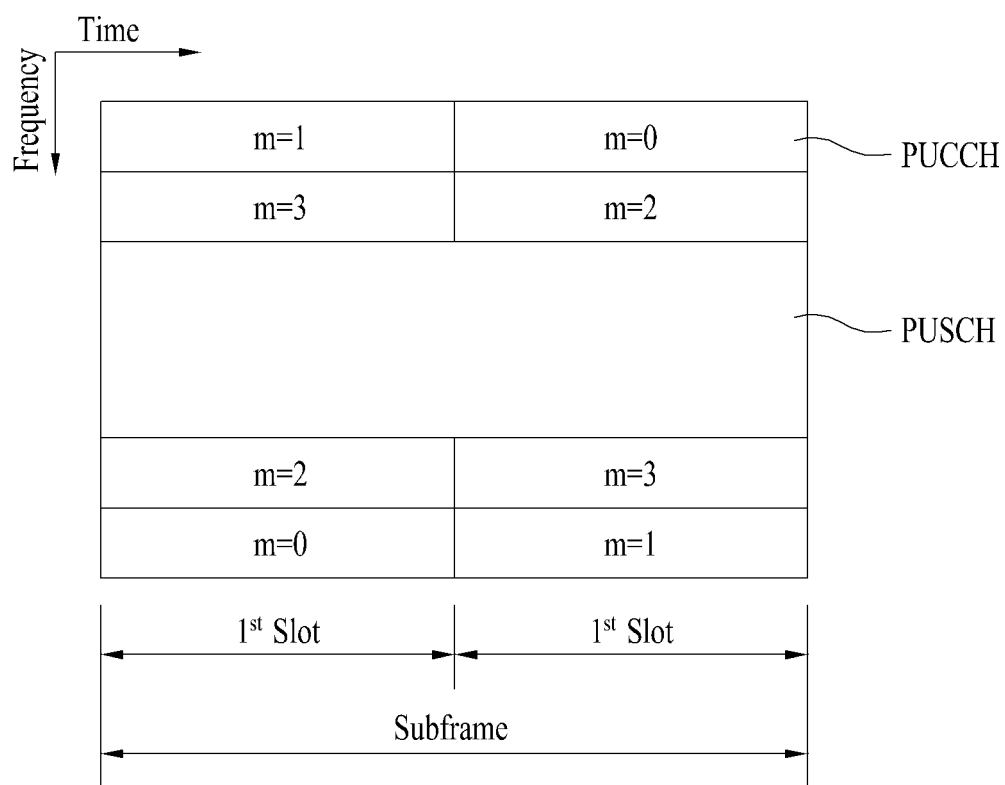 Time
Frequency
m=1
m=0
PUCCH
m=3
m=2
PUSCH
m=2
m=3
m=0
m=1
1st Slot
1st Slot
Subframe